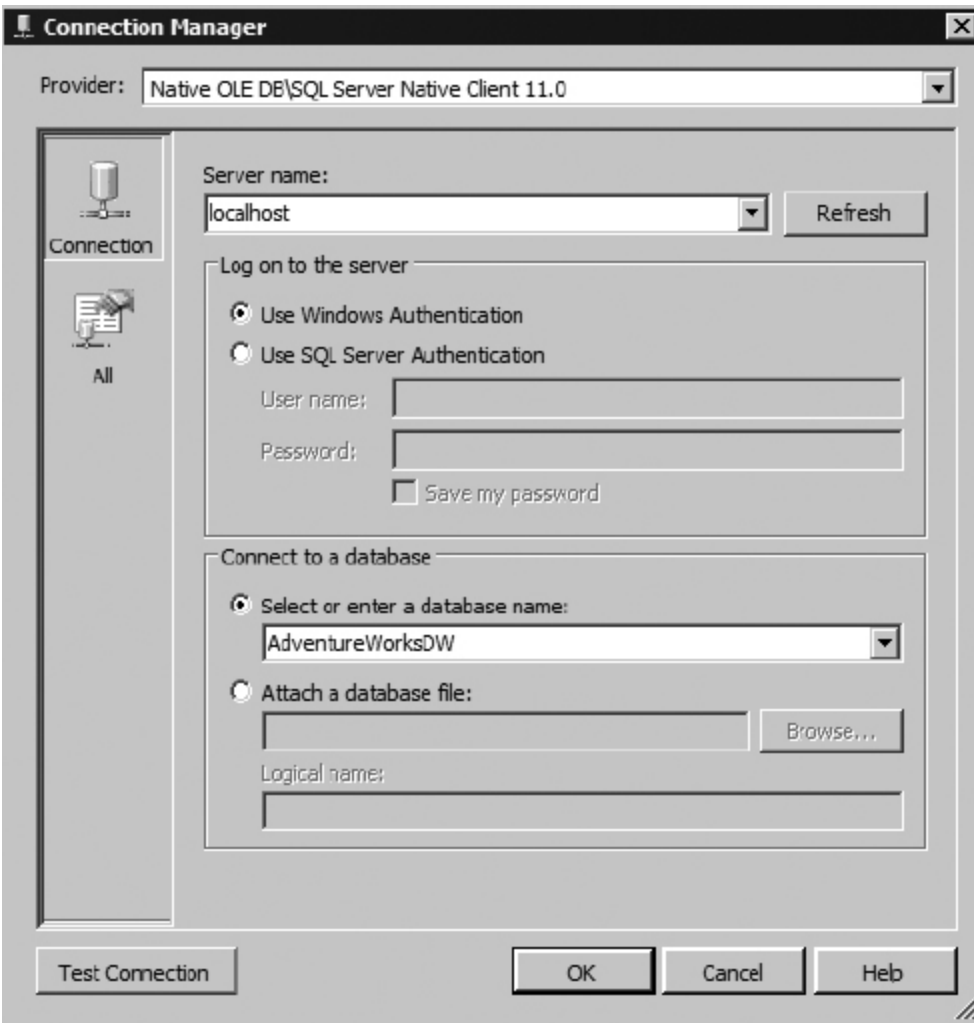 Connection Manager
Provider: Native OLE DB\SQL Server Native Client 11.0
Connection
All
Server name:
localhost
Refresh
Log on to the server
Use Windows Authentication
Use SQL Server Authentication
User name:
Password:
Save my password
Connect to a database
Select or enter a database name:
AdventureWorksDW
Attach a database file:
Browse...
Logical name:
Test Connection
OK
Cancel
Help